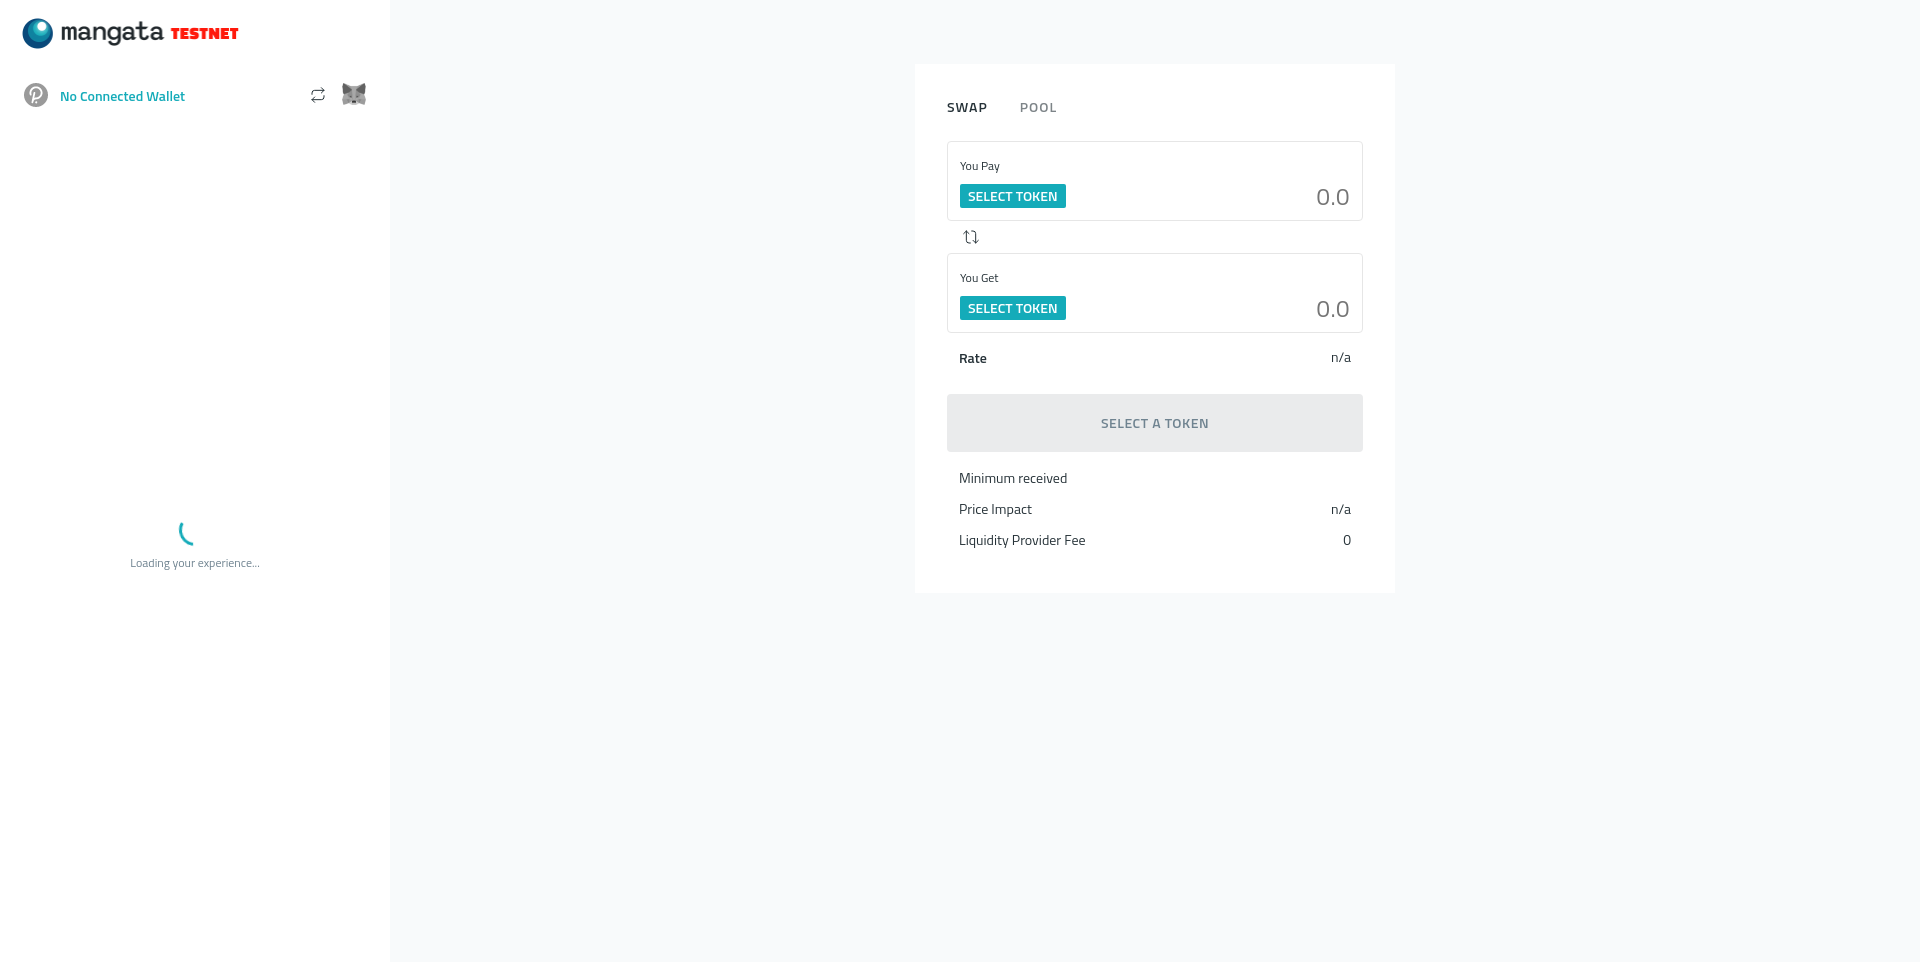 mangata TESTNET
No Connected Wallet
Loading your experience...
SWAP POOL
You Pay
SELECT TOKEN 0.0
You Get
SELECT TOKEN 0.0
Rate n/a
SELECT A TOKEN
Minimum received
Price Impact n/a
Liquidity Provider Fee 0